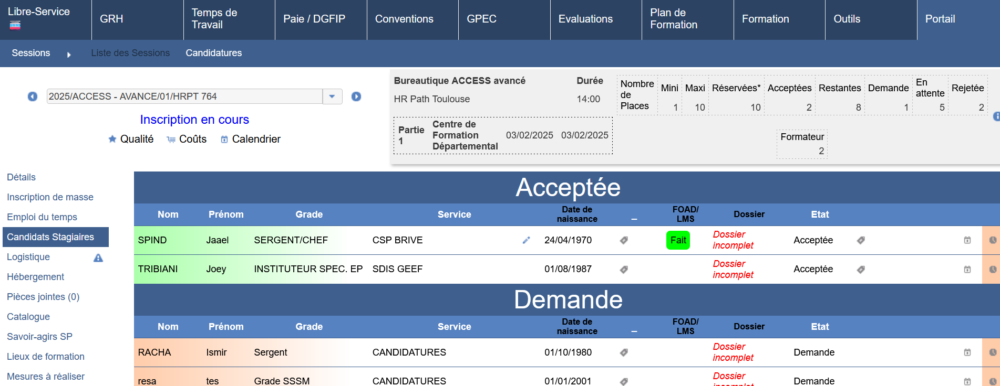 Libre-Service
GRH
Temps de
Travail
Paie / DGFIP
Conventions
GPEC
Evaluations
Plan de
Formation
Formation
Outils
Portail
Sessions
Liste des Sessions
Candidatures
2025/ACCESS - AVANCE/01/HRPT 764
Inscription en cours
Qualité
Coûts
Calendrier
Bureautique ACCESS avancé
Durée
HR Path Toulouse
14:00
Partie
1
Centre de
Formation
Départemental
03/02/2025
03/02/2025
Nombre
de
Places
Mini
Maxi
Réservées*
Acceptées
Restantes
Demande
En
attente
Rejetée
1
10
10
2
8
1
5
2
Formateur
2
Détails
Inscription de masse
Emploi du temps
Candidats Stagiaires
Logistique
Hébergement
Pièces jointes (0)
Catalogue
Savoir-agirs SP
Lieux de formation
Mesures à réaliser
Acceptée
Nom Prénom Grade Service Date de naissance _ FOAD/ LMS Dossier Etat
SPIND Jaael SERGENT/CHEF CSP BRIVE 24/04/1970 Fait Dossier incomplet Acceptée
TRIBIANI Joey INSTITUTEUR SPEC. EP SDIS GEEF 01/08/1987 Dossier incomplet Acceptée
Demande
Nom Prénom Grade Service Date de naissance _ FOAD/ LMS Dossier Etat
RACHA Ismir Sergent CANDIDATURES 01/10/1980 Dossier incomplet Demande
resa tes Grade SSSM CANDIDATURES 01/01/2001 Dossier incomplet Demande